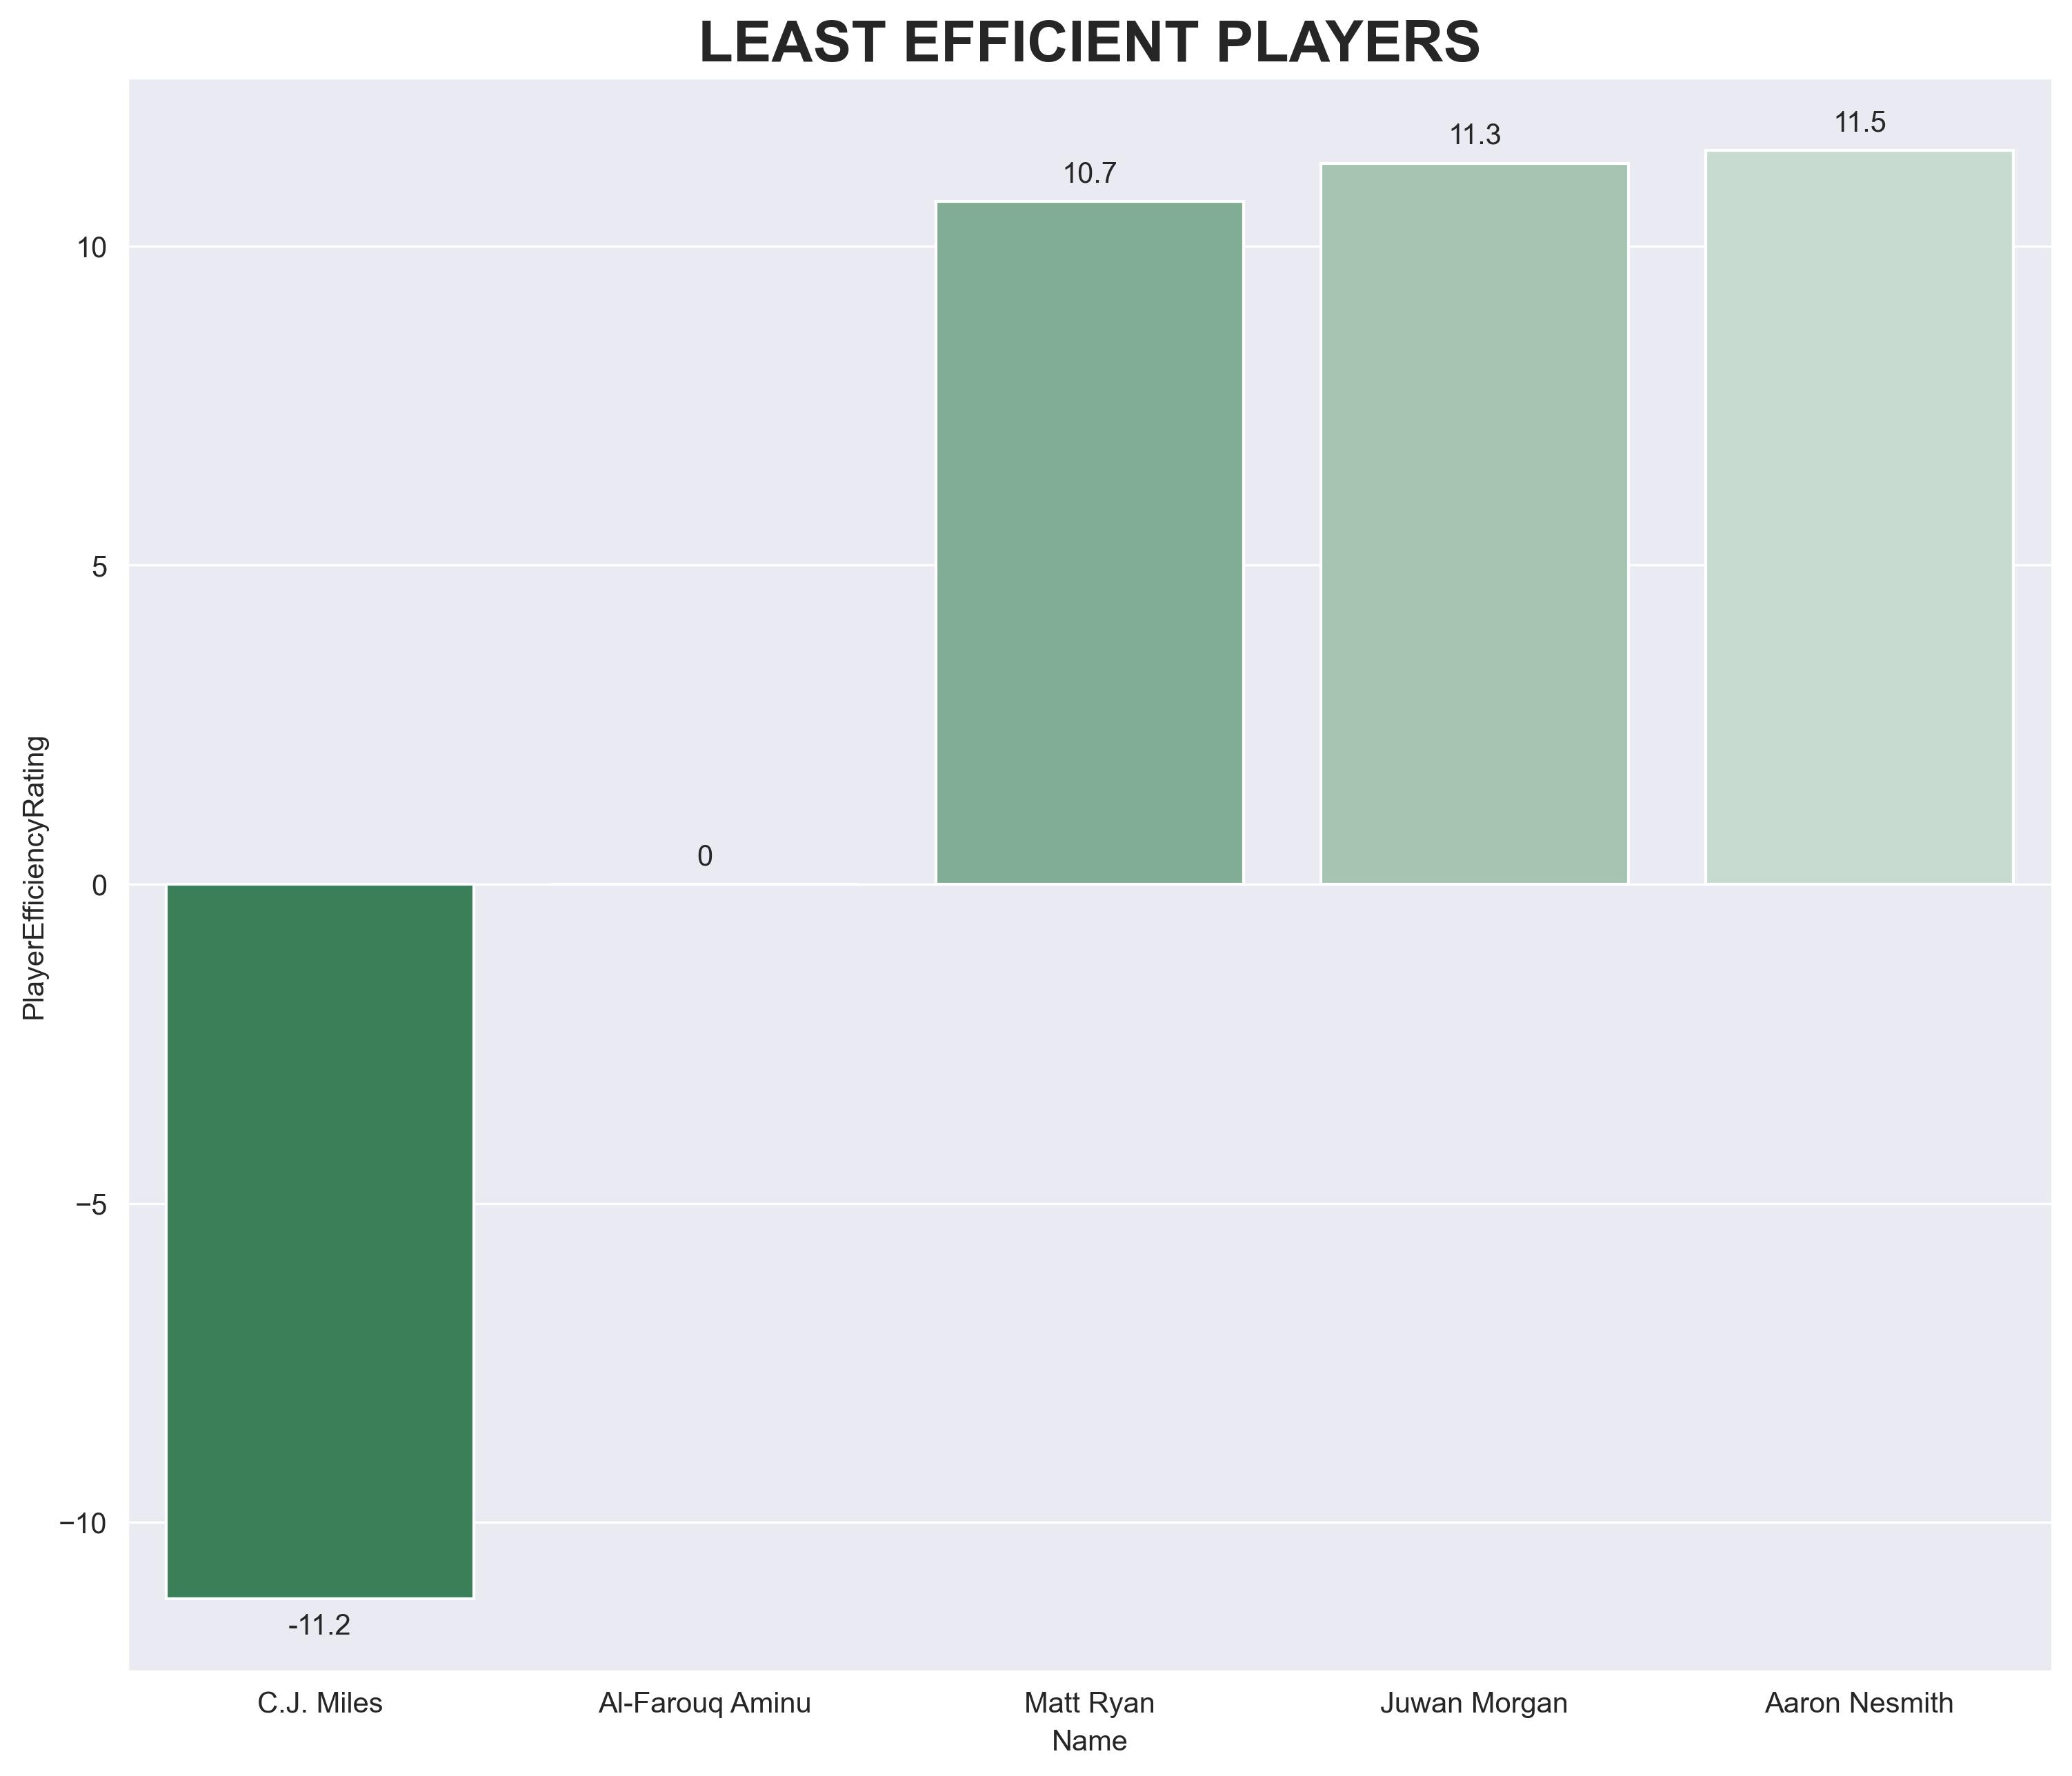 LEAST EFFICIENT PLAYERS
11.5
11.3
10.7
10
5
0
0
−5
−10
-11.2
PlayerEfficiencyRating
C.J. Miles
Al-Farouq Aminu
Matt Ryan
Juwan Morgan
Aaron Nesmith
Name